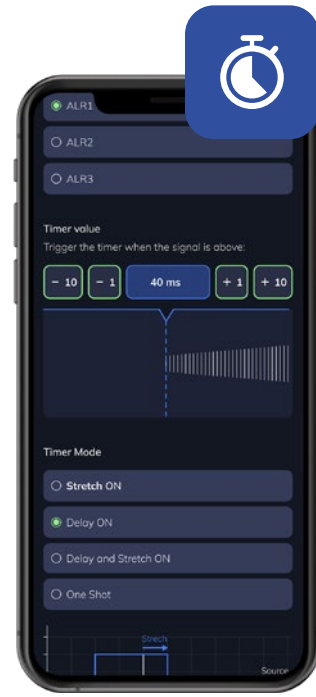 ALR1
ALR2
ALR3
Timer value
Trigger the timer when the signal is above:
- 10 - 1 40 ms + 1 + 10
Timer Mode
Stretch ON
Delay ON
Delay and Stretch ON
One Shot
Strech
Source